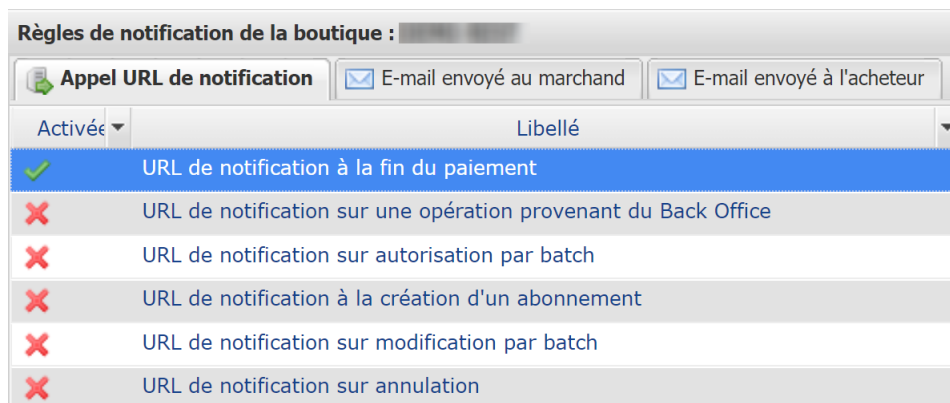 Règles de notification de la boutique :
Appel URL de notification E-mail envoyé au marchand E-mail envoyé à l'acheteur
Activée Libellé
URL de notification à la fin du paiement
URL de notification sur une opération provenant du Back Office
URL de notification sur autorisation par batch
URL de notification à la création d'un abonnement
URL de notification sur modification par batch
URL de notification sur annulation